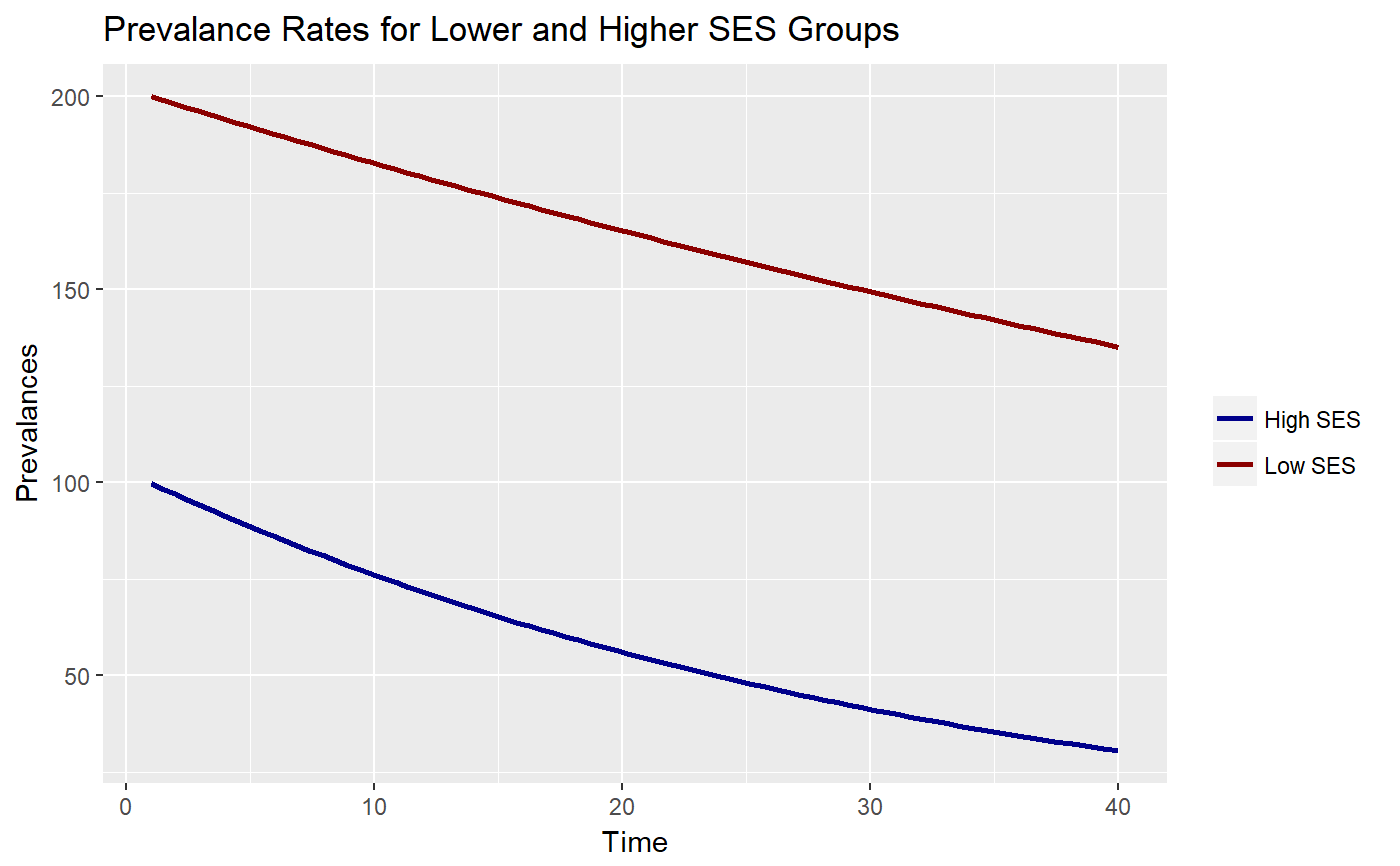 Prevalance Rates for Lower and Higher SES Groups
200
150
100
50
Prevalances
0 10 20 30 40
Time
High SES
Low SES